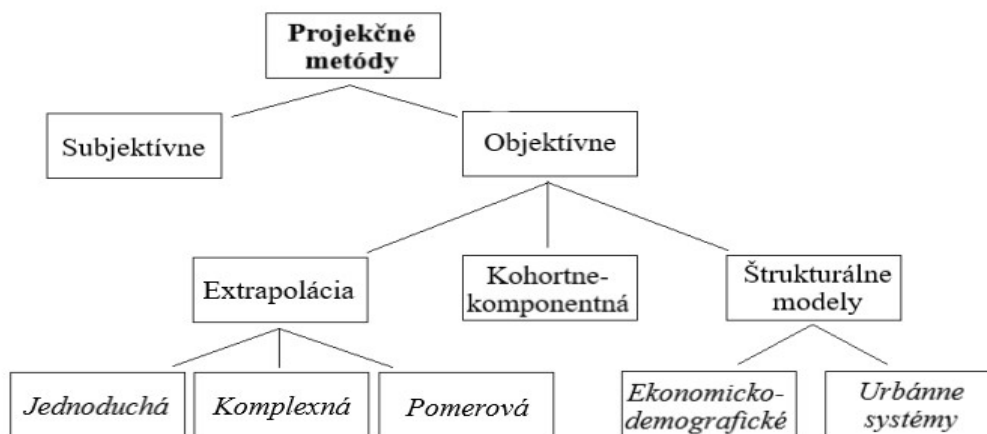 Projekčné
metódy
Subjektívne
Objektívne
Extrapolácia
Kohortne-
komponentná
Štrukturálne
modely
Jednoduchá
Komplexná
Pomerová
Ekonomicko-
demografické
Urbánne
systémy